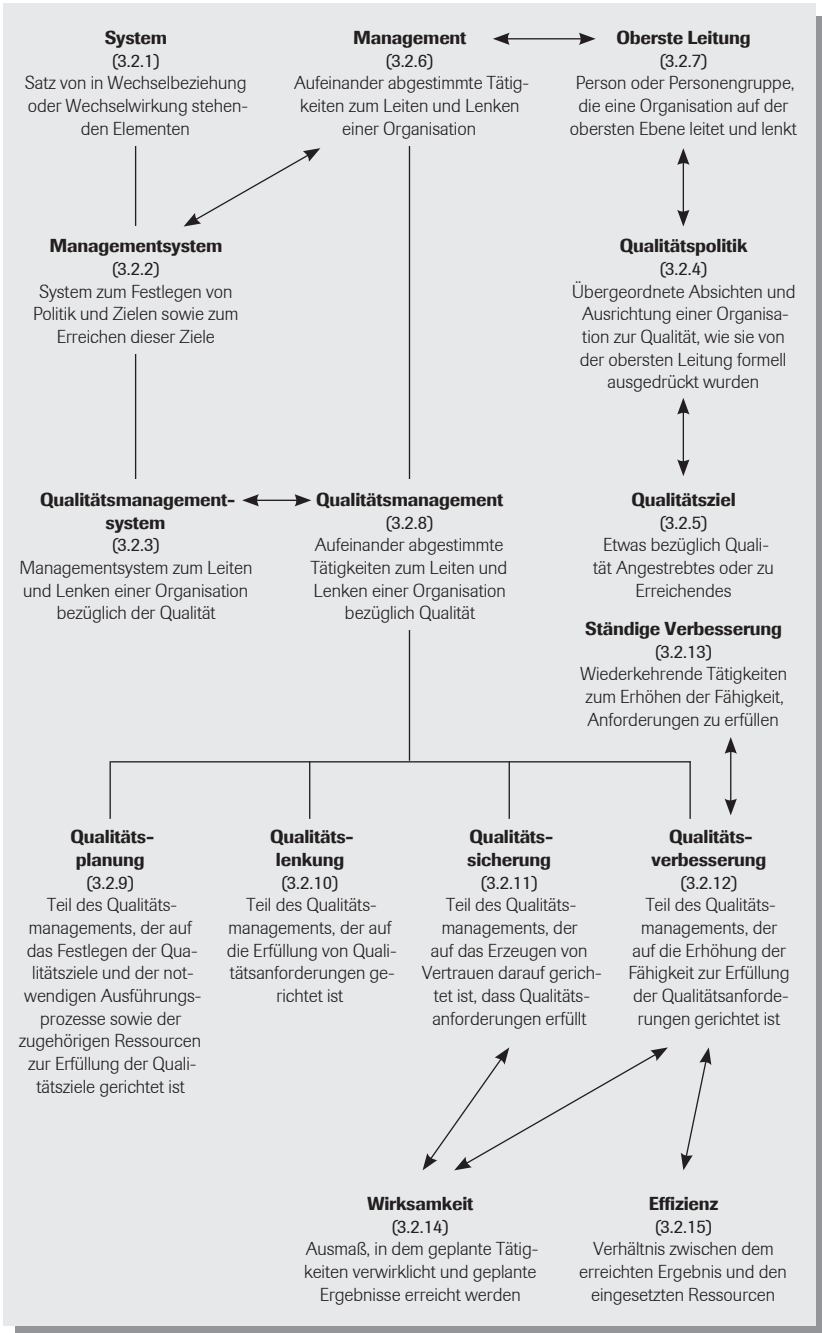 System
(3.2.1)
Satz von in Wechselbeziehung
oder Wechselwirkung stehen-
den Elementen
Management
(3.2.6)
Aufeinander abgestimmte Tätig-
keiten zum Leiten und Lenken
einer Organisation
Oberste Leitung
(3.2.7)
Person oder Personengruppe,
die eine Organisation auf der
obersten Ebene leitet und lenkt
Managementsystem
(3.2.2)
System zum Festlegen von
Politik und Zielen sowie zum
Erreichen dieser Ziele
Qualitätspolitik
(3.2.4)
Übergeordnete Absichten und
Ausrichtung einer Organisa-
tion zur Qualität, wie sie von
der obersten Leitung formell
ausgedrückt wurden
Qualitätsmanagement-
system
(3.2.3)
Managementsystem zum Leiten
und Lenken einer Organisation
bezüglich der Qualität
Qualitätsmanagement
(3.2.8)
Aufeinander abgestimmte
Tätigkeiten zum Leiten und
Lenken einer Organisation
bezüglich Qualität
Qualitätsziel
(3.2.5)
Etwas bezüglich Quali-
tät Angestrebtes oder zu
Erreichendes
Ständige Verbesserung
(3.2.13)
Wiederkehrende Tätigkeiten
zum Erhöhen der Fähigkeit,
Anforderungen zu erfüllen
Qualitäts-
planung
(3.2.9)
Teil des Qualitäts-
managements, der auf
das Festlegen der Qua-
litätsziele und der not-
wendigen Ausführungs-
prozesse sowie der
zugehörigen Ressourcen
zur Erfüllung der Quali-
tätsziele gerichtet ist
Qualitäts-
lenkung
(3.2.10)
Teil des Qualitäts-
managements, der auf
die Erfüllung von Quali-
tätsanforderungen ge-
richtet ist
Qualitäts-
sicherung
(3.2.11)
Teil des Qualitäts-
managements, der
auf das Erzeugen von
Vertrauen darauf gerich-
tet ist, dass Qualitäts-
anforderungen erfüllt
Qualitäts-
verbesserung
(3.2.12)
Teil des Qualitäts-
managements, der
auf die Erhöhung der
Fähigkeit zur Erfüllung
der Qualitätsanforde-
rungen gerichtet ist
Wirksamkeit
(3.2.14)
Ausmaß, in dem geplante Tätig-
keiten verwirklicht und geplante
Ergebnisse erreicht werden
Effizienz
(3.2.15)
Verhältnis zwischen dem
erreichten Ergebnis und den
eingesetzten Ressourcen